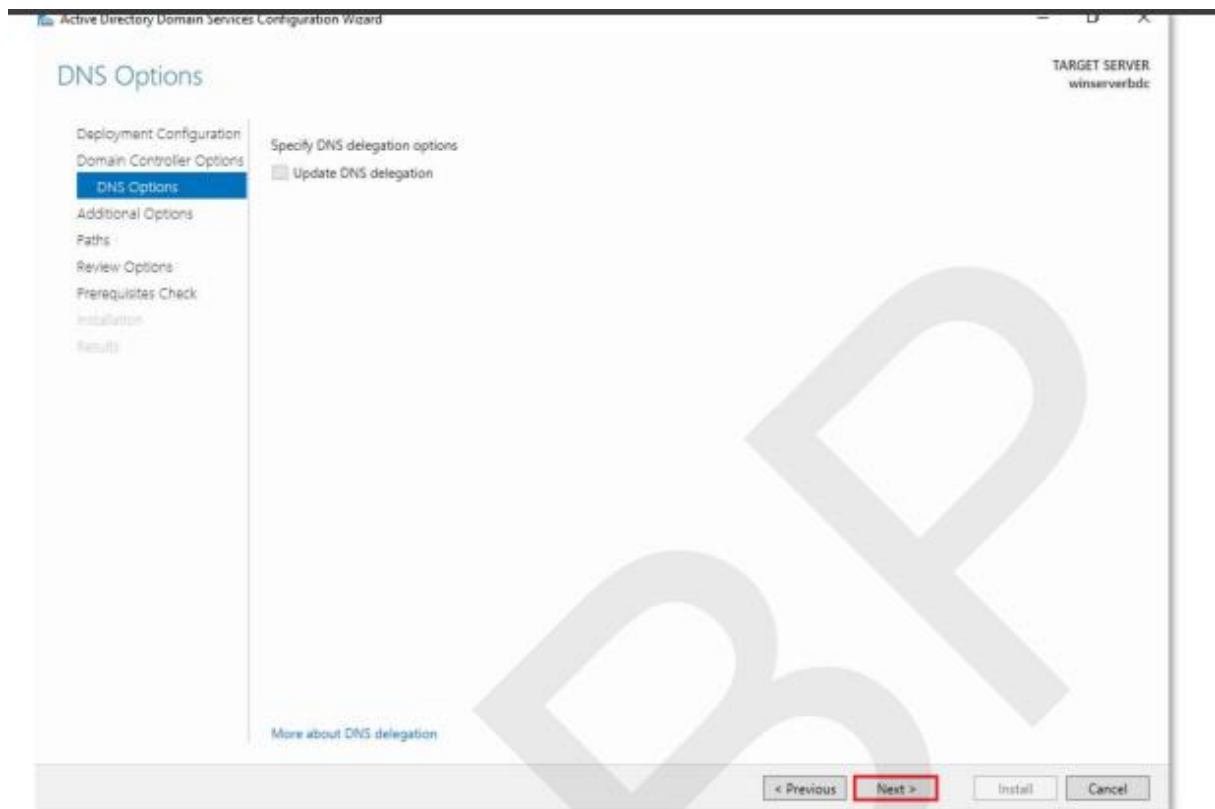 Active Directory Domain Services Configuration Wizard
DNS Options
TARGET SERVER
winserverbdc
Deployment Configuration
Domain Controller Options
DNS Options
Additional Options
Paths
Review Options
Prerequisites Check
Installation
Results
Specify DNS delegation options
Update DNS delegation
More about DNS delegation
< Previous
Next >
Install
Cancel
BP